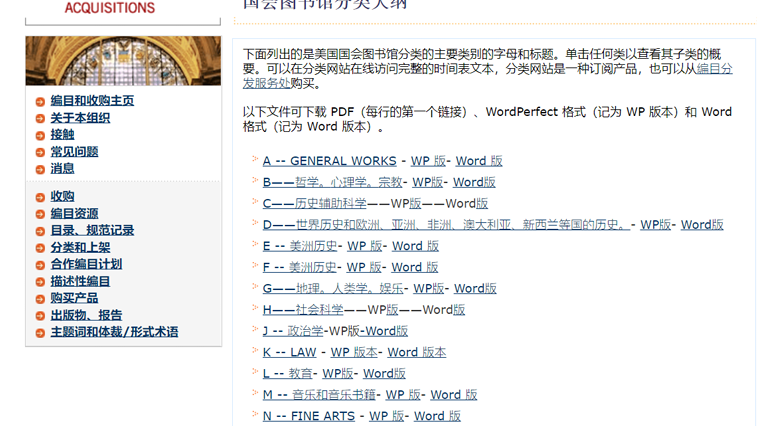 ACQUISITIONS
国会图书馆分类大纲
编目和收购主页
关于本组织
接触
常见问题
消息
收购
编目资源
目录、规范记录
分类和上架
合作编目计划
描述性编目
购买产品
出版物、报告
主题词和体裁/形式术语
下面列出的是美国国会图书馆分类的主要类别的字母和标题。单击任何类以查看其子类的概
要。可以在分类网站在线访问完整的时间表文本，分类网站是一种订阅产品，也可以从编目分
发服务处购买。
以下文件可下载 PDF（每行的第一个链接）、WordPerfect 格式（记为 WP 版本）和 Word
格式（记为 Word 版本）。
A -- GENERAL WORKS - WP 版- Word 版
B——哲学。心理学。宗教- WP版- Word版
C——历史辅助科学——WP版——Word版
D——世界历史和欧洲、亚洲、非洲、澳大利亚、新西兰等国的历史。- WP版- Word版
E -- 美洲历史- WP 版- Word 版
F -- 美洲历史- WP 版- Word 版
G——地理。人类学。娱乐- WP版- Word版
H——社会科学——WP版——Word版
J -- 政治学-WP版-Word版
K -- LAW - WP 版本- Word 版本
L -- 教育- WP版- Word版
M -- 音乐和音乐书籍- WP 版- Word 版
N -- FINE ARTS - WP 版- Word 版